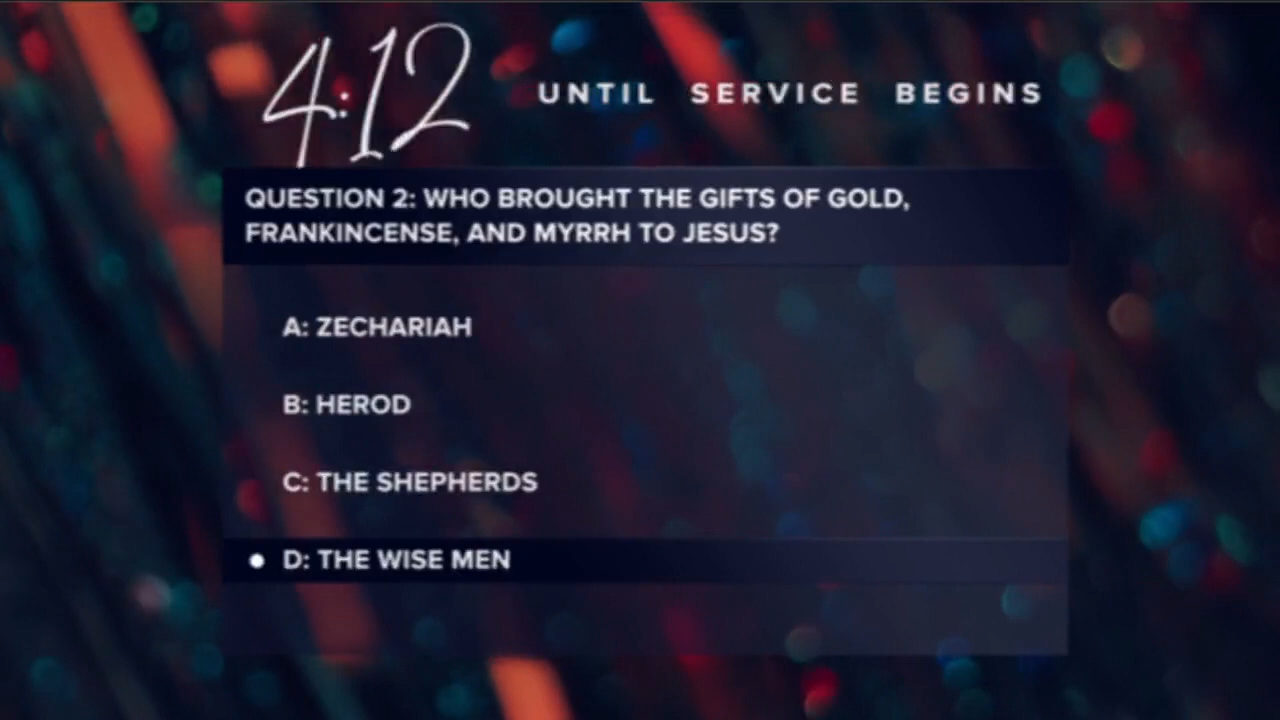 4:12 UNTIL SERVICE BEGINS
QUESTION 2: WHO BROUGHT THE GIFTS OF GOLD,
FRANKINCENSE, AND MYRRH TO JESUS?
A: ZECHARIAH
B: HEROD
C: THE SHEPHERDS
D: THE WISE MEN